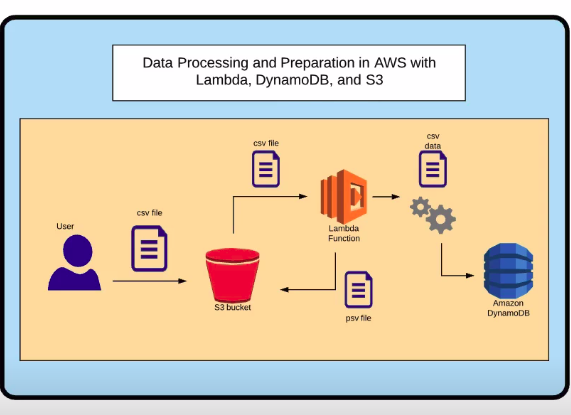 Data Processing and Preparation in AWS with
Lambda, DynamoDB, and S3
csv file
csv
data
csv file
User
Lambda
Function
S3 bucket
psv file
Amazon
DynamoDB